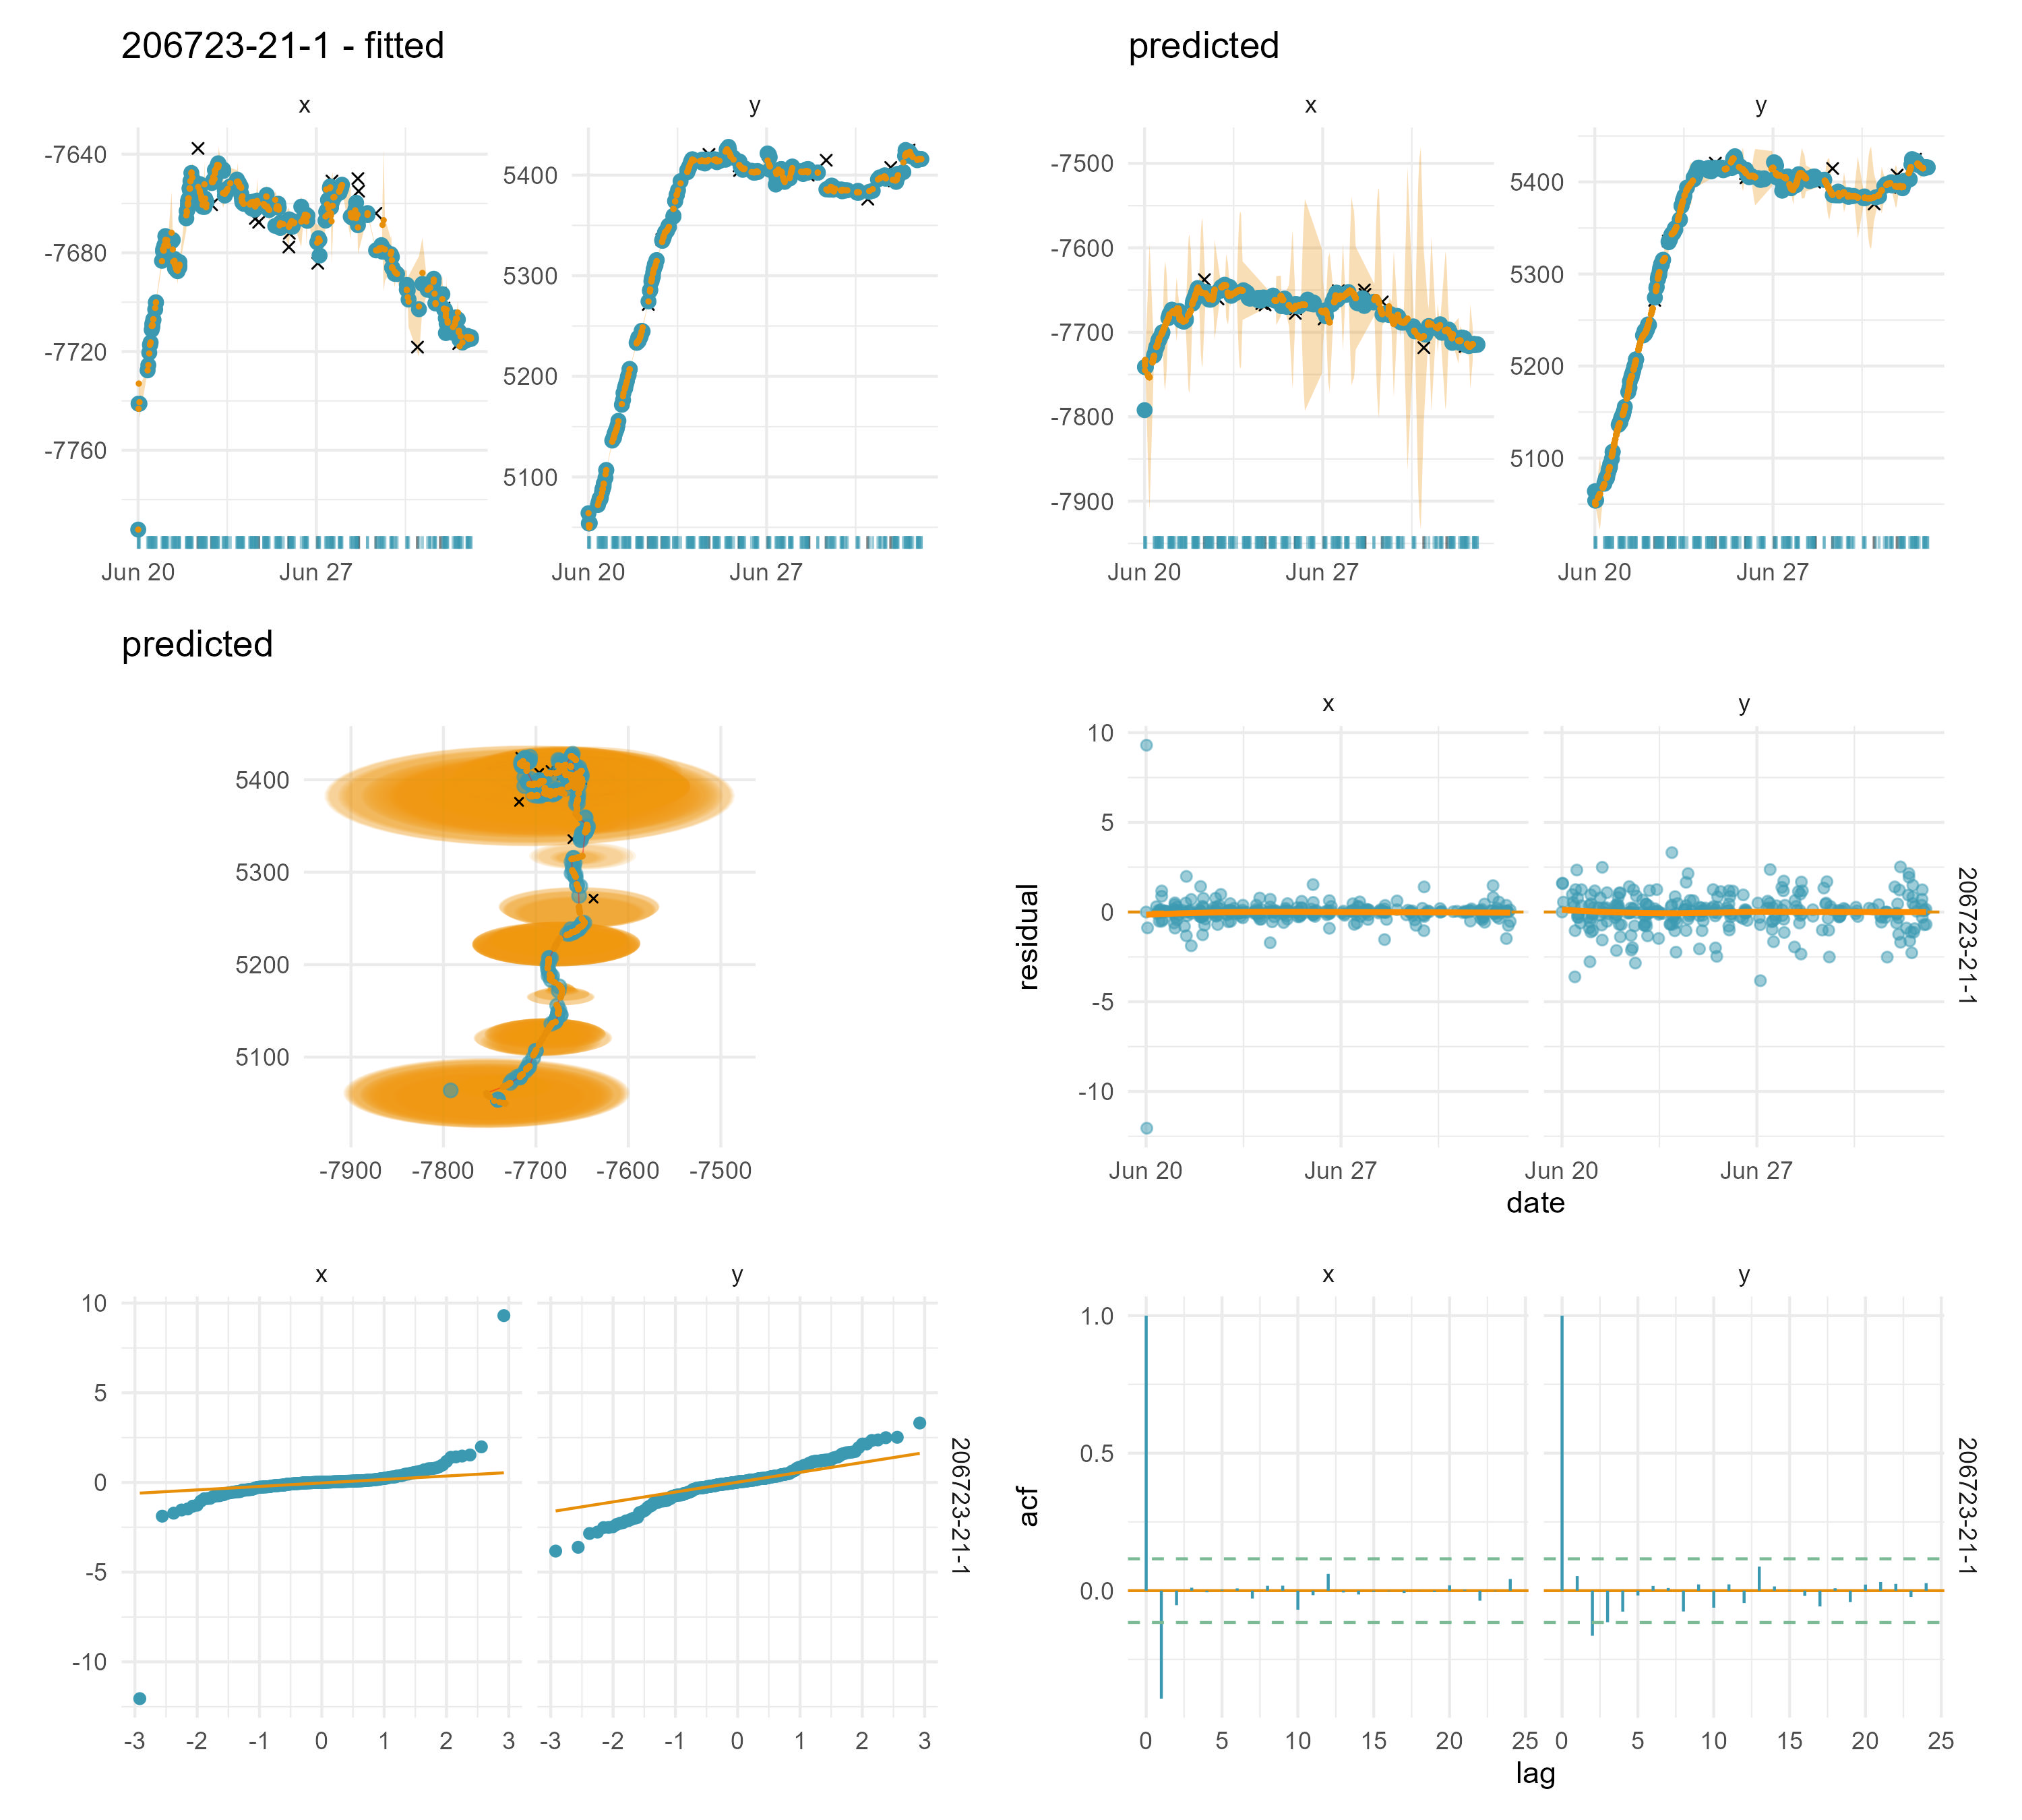 206723-21-1 - fitted
predicted
x
y
x
y
-7640
-7680
-7720
-7760
5400
5300
5200
5100
-7500
-7600
-7700
-7800
-7900
5400
5300
5200
5100
Jun 20
Jun 27
Jun 20
Jun 27
Jun 20
Jun 27
Jun 20
Jun 27
predicted
5400
5300
5200
5100
-7900
-7800
-7700
-7600
-7500
x
y
10
5
0
-5
-10
residual
206723-21-1
Jun 20
Jun 27
Jun 20
Jun 27
date
x
y
10
5
0
-5
-10
206723-21-1
-3
-2
-1
0
1
2
3
-3
-2
-1
0
1
2
3
x
y
1.0
0.5
0.0
acf
206723-21-1
0
5
10
15
20
25
0
5
10
15
20
25
lag